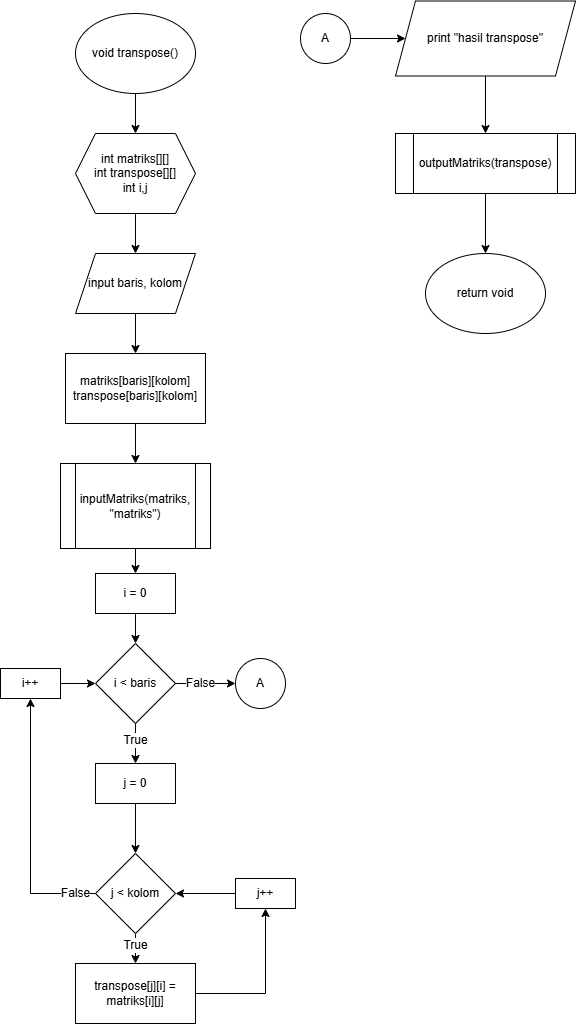 void transpose()
int matriks[][]
int transpose[][]
int i,j
input baris, kolom
matriks[baris][kolom]
transpose[baris][kolom]
inputMatriks(matriks,
"matriks")
i = 0
i++
i < baris
False
A
True
j = 0
False
j < kolom
j++
True
transpose[j][i] =
matriks[i][j]
A
print "hasil transpose"
outputMatriks(transpose)
return void